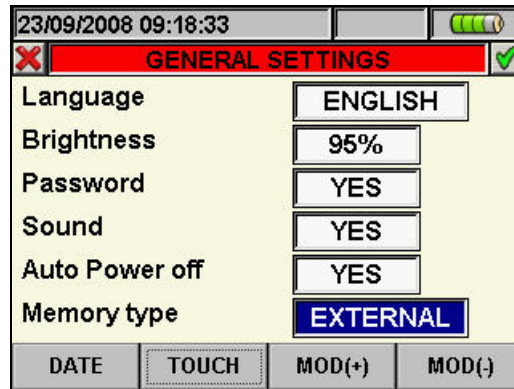 23/09/2008 09:18:33
GENERAL SETTINGS
Language ENGLISH
Brightness 95%
Password YES
Sound YES
Auto Power off YES
Memory type EXTERNAL
DATE TOUCH MOD(+) MOD(-)